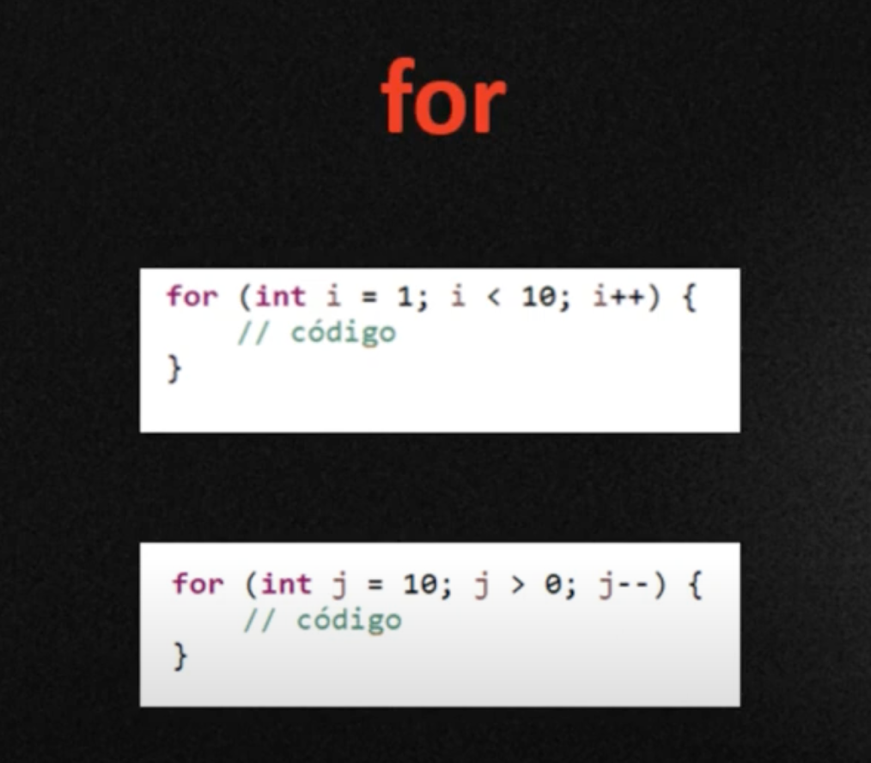 for
for (int i = 1; i < 10; i++) {
// código
}
for (int j = 10; j > 0; j--) {
// código
}